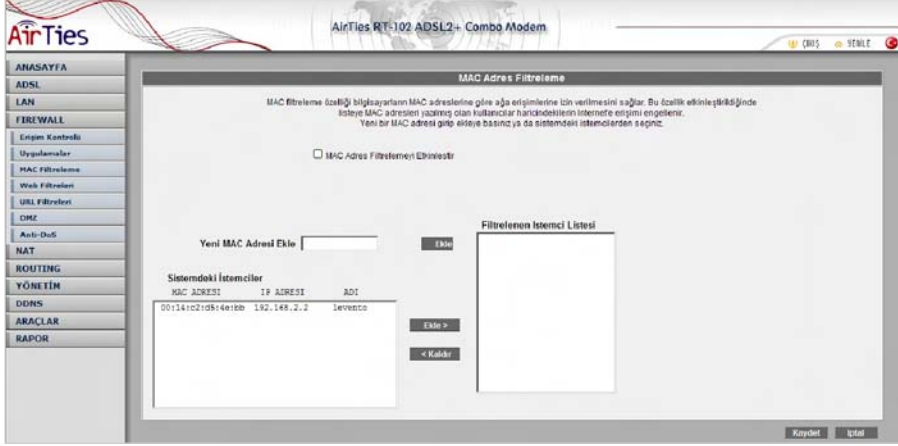 AirTies
AirTies RT-102 ADSL2+ Combo Modem
ÇIKIŞ YENİLE
ANASAYFA
ADSL
LAN
FIREWALL
Erişim Kontrolü
Uygulamalar
MAC Filtreleme
Web Filtreleri
URL Filtreleri
DMZ
Anti-DoS
NAT
ROUTING
YÖNETİM
DDNS
ARAÇLAR
RAPOR
MAC Adres Filtreleme
MAC filtreleme özelliği bilgisayarların MAC adreslerine göre ağa erişimlerine izin verilmesini sağlar. Bu özellik etkinleştirildiğinde
listeye MAC adresleri yazılmış olan kullanıcılar haricindekilerin internet'e erişimi engellenir.
Yeni bir MAC adresi girip ekleye basınız ya da sistemdeki istemcilerden seçiniz.
MAC Adres Filtrelemeyi Etkinleştir
Yeni MAC Adresi Ekle
Ekle
Filtrelenen İstemci Listesi
Sistemdeki İstemciler
MAC ADRESI IP ADRESI ADI
00:14:c2:d5:4e:bb 192.168.2.2 levento
Ekle >
< Kaldır
Kaydet İptal